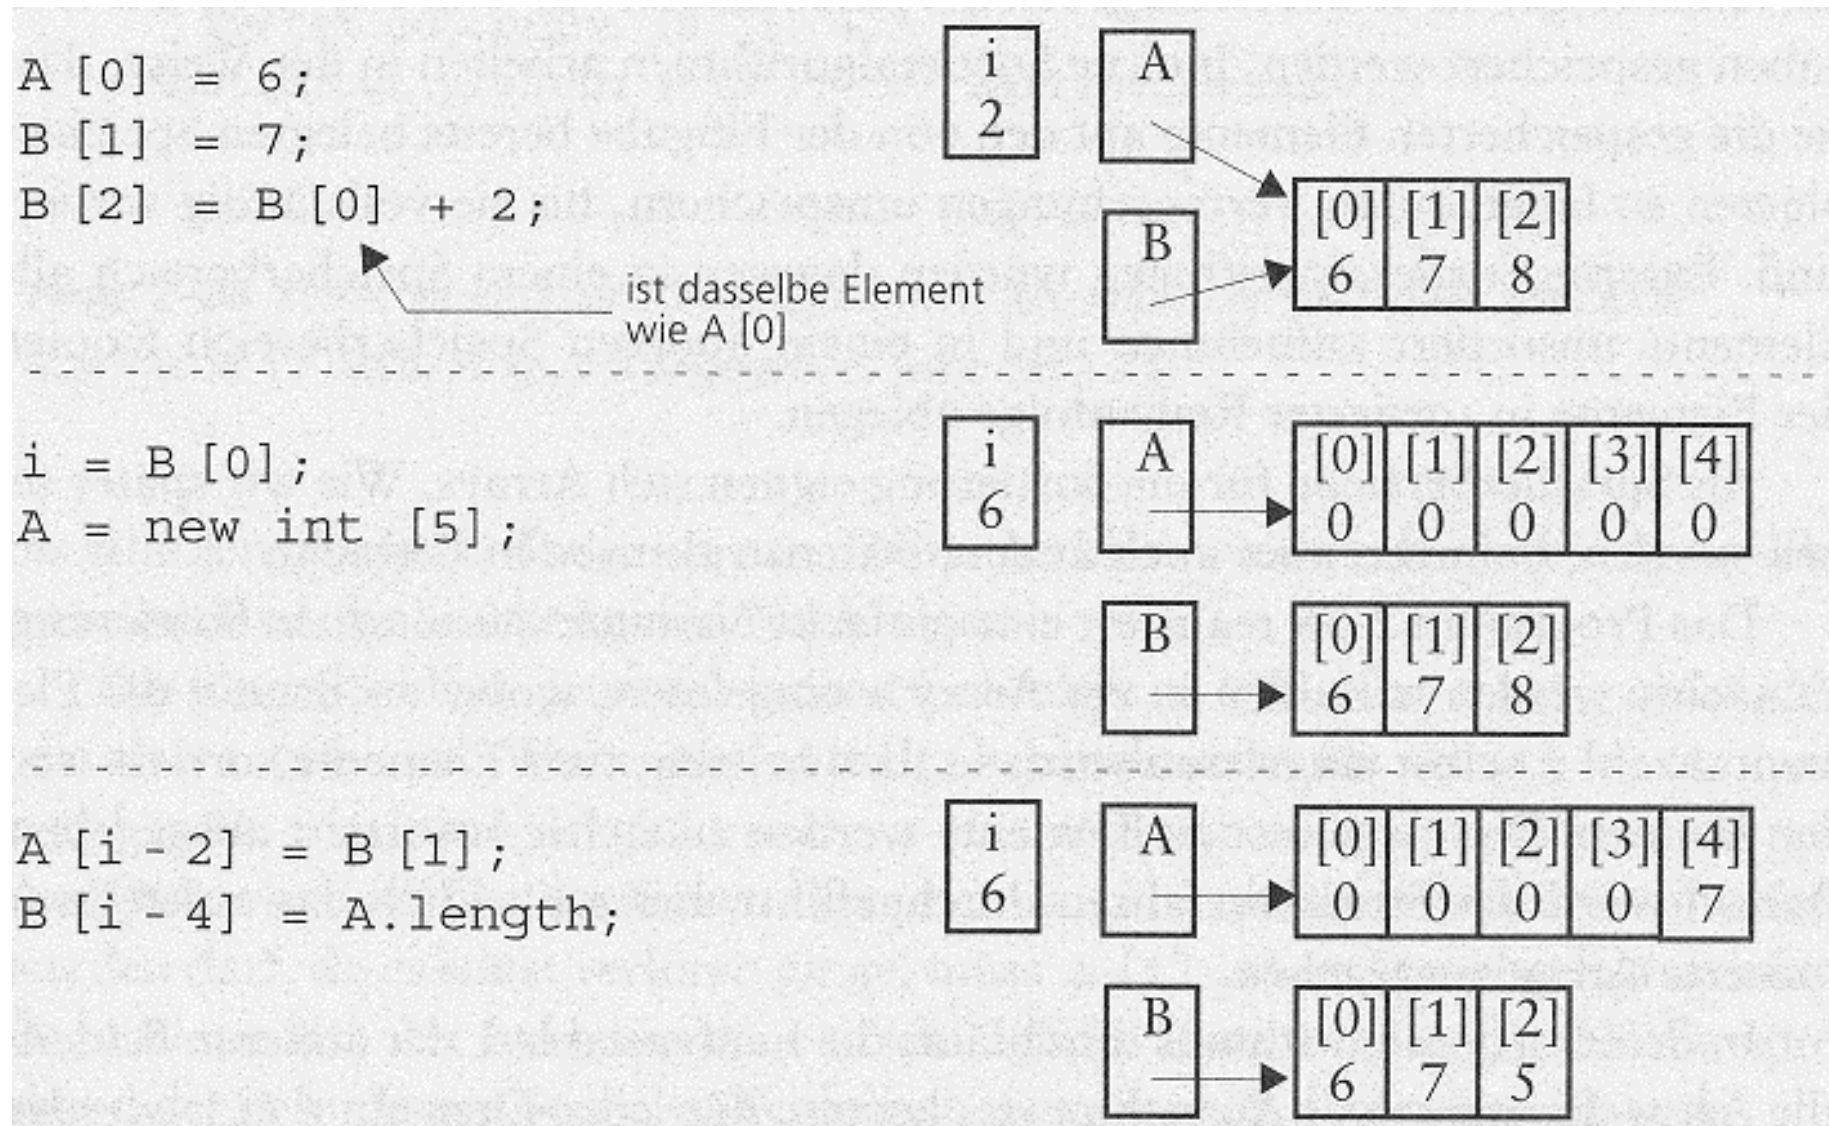 A [0] = 6;
B [1] = 7;
B [2] = B [0] + 2;
ist dasselbe Element
wie A [0]
i
2
A
B
[0] [1] [2]
6 7 8
i = B [0];
A = new int [5];
i
6
A
[0] [1] [2] [3] [4]
0 0 0 0 0
B
[0] [1] [2]
6 7 8
A [i - 2] = B [1];
B [i - 4] = A.length;
i
6
A
[0] [1] [2] [3] [4]
0 0 0 0 7
B
[0] [1] [2]
6 7 5